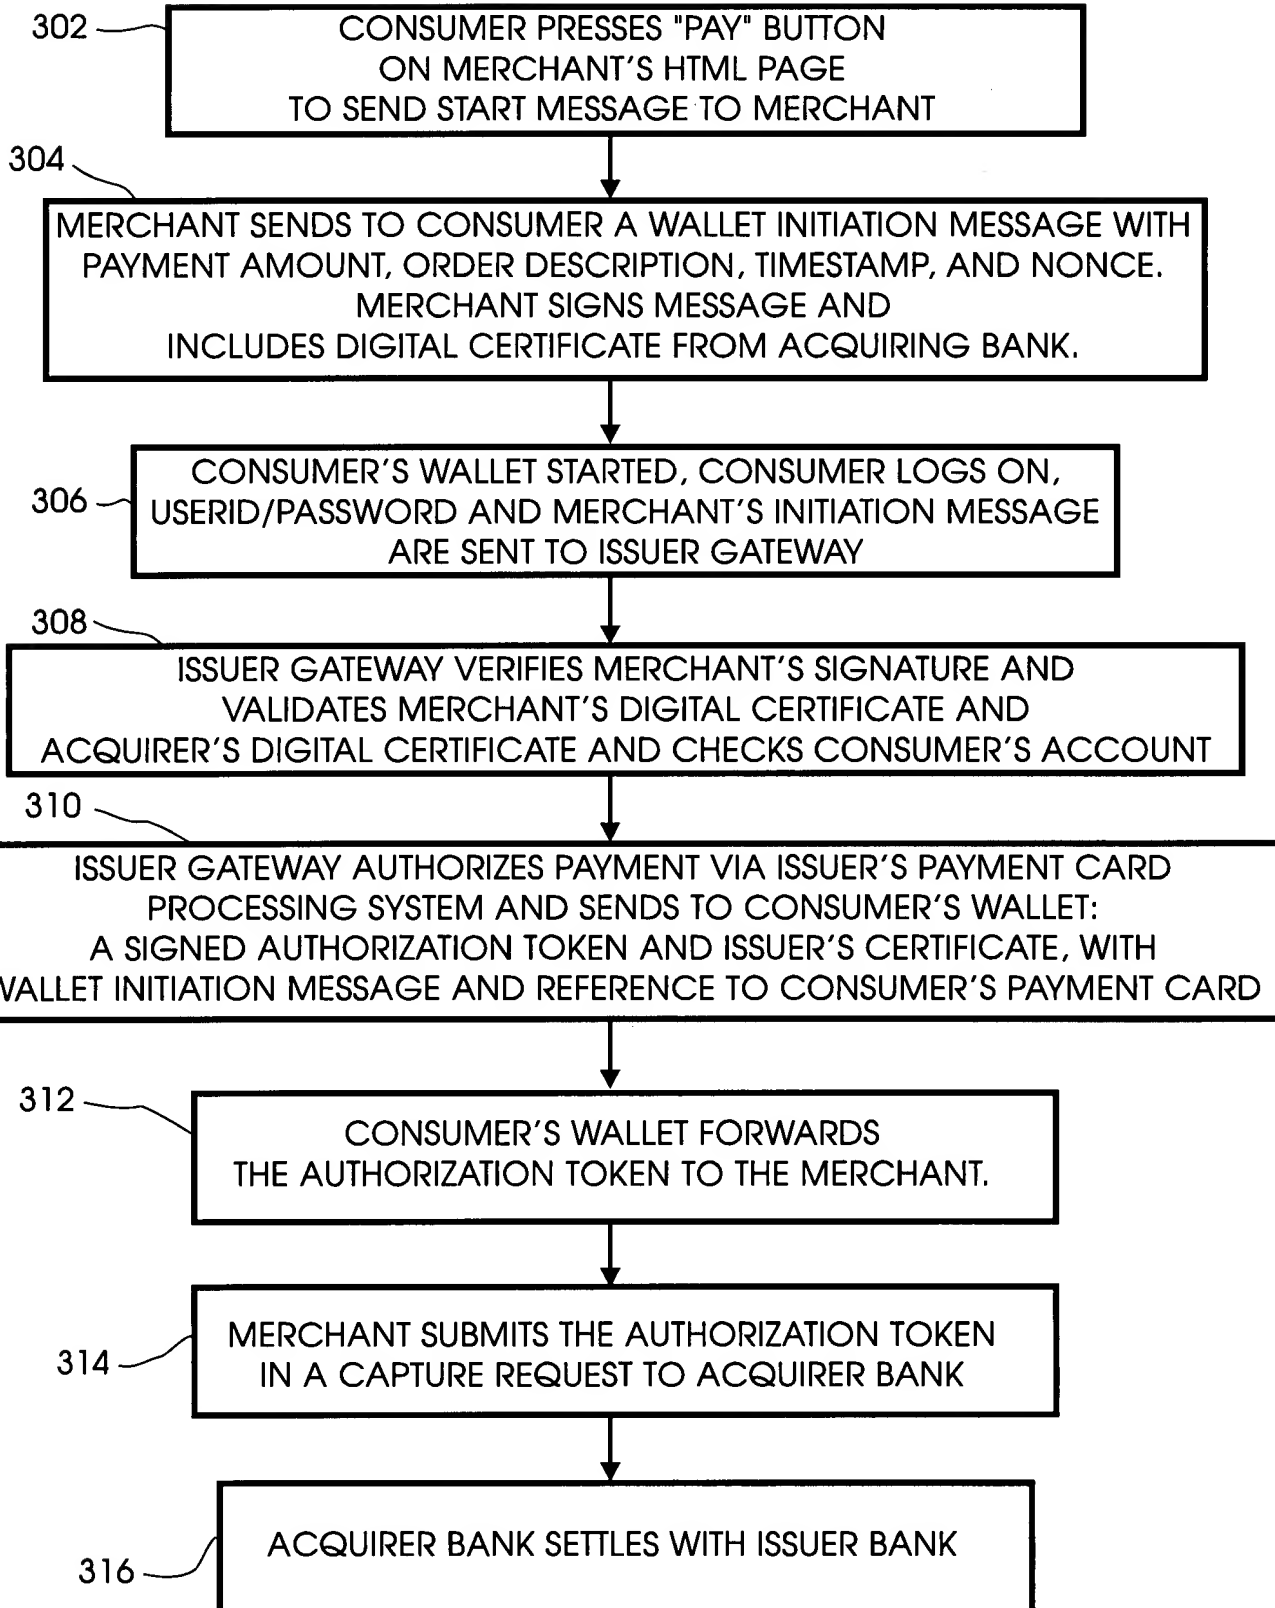 302
CONSUMER PRESSES "PAY" BUTTON
ON MERCHANT'S HTML PAGE
TO SEND START MESSAGE TO MERCHANT
304
MERCHANT SENDS TO CONSUMER A WALLET INITIATION MESSAGE WITH
PAYMENT AMOUNT, ORDER DESCRIPTION, TIMESTAMP, AND NONCE.
MERCHANT SIGNS MESSAGE AND
INCLUDES DIGITAL CERTIFICATE FROM ACQUIRING BANK.
306
CONSUMER'S WALLET STARTED, CONSUMER LOGS ON,
USERID/PASSWORD AND MERCHANT'S INITIATION MESSAGE
ARE SENT TO ISSUER GATEWAY
308
ISSUER GATEWAY VERIFIES MERCHANT'S SIGNATURE AND
VALIDATES MERCHANT'S DIGITAL CERTIFICATE AND
ACQUIRER'S DIGITAL CERTIFICATE AND CHECKS CONSUMER'S ACCOUNT
310
ISSUER GATEWAY AUTHORIZES PAYMENT VIA ISSUER'S PAYMENT CARD
PROCESSING SYSTEM AND SENDS TO CONSUMER'S WALLET:
A SIGNED AUTHORIZATION TOKEN AND ISSUER'S CERTIFICATE, WITH
WALLET INITIATION MESSAGE AND REFERENCE TO CONSUMER'S PAYMENT CARD
312
CONSUMER'S WALLET FORWARDS
THE AUTHORIZATION TOKEN TO THE MERCHANT.
314
MERCHANT SUBMITS THE AUTHORIZATION TOKEN
IN A CAPTURE REQUEST TO ACQUIRER BANK
316
ACQUIRER BANK SETTLES WITH ISSUER BANK